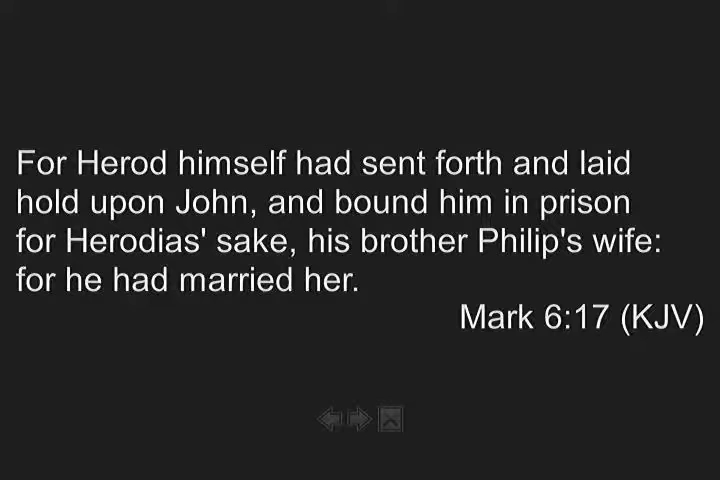 For Herod himself had sent forth and laid
hold upon John, and bound him in prison
for Herodias' sake, his brother Philip's wife:
for he had married her.
Mark 6:17 (KJV)